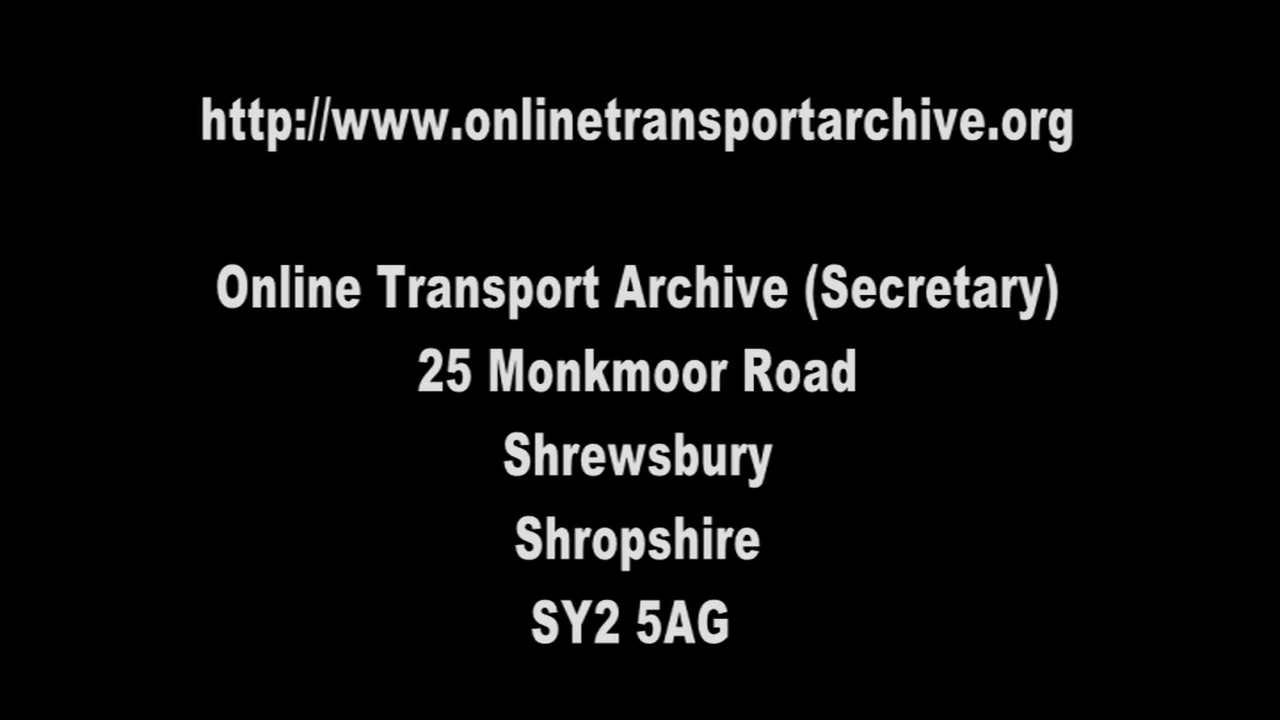 http://www.onlinetransportarchive.org
Online Transport Archive (Secretary)
25 Monkmoor Road
Shrewsbury
Shropshire
SY2 5AG